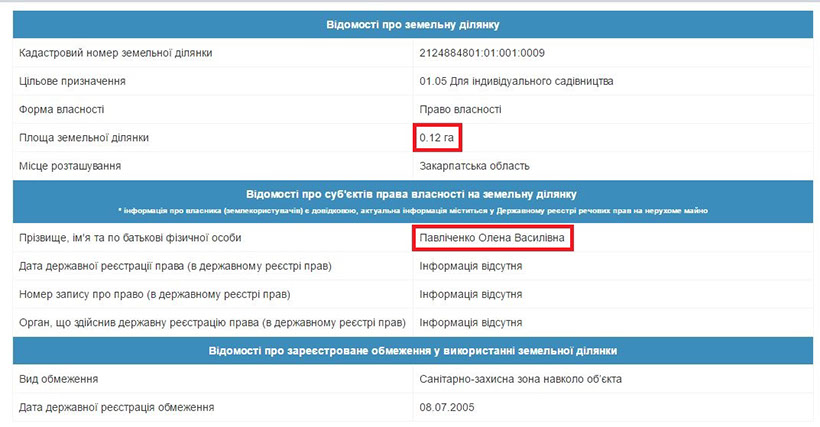 Відомості про земельну ділянку
Кадастровий номер земельної ділянки 2124884801:01:001:0009
Цільове призначення 01.05 Для індивідуального садівництва
Форма власності Право власності
Площа земельної ділянки 0.12 га
Місце розташування Закарпатська область
Відомості про суб'єктів права власності на земельну ділянку
* інформація про власника (землекористувачів) є довідковою, актуальна інформація міститься у Державному реєстрі речових прав на нерухоме майно
Прізвище, ім'я та по батькові фізичної особи Павліченко Олена Василівна
Дата державної реєстрації права (в державному реєстрі прав) Інформація відсутня
Номер запису про право (в державному реєстрі прав) Інформація відсутня
Орган, що здійснив державну реєстрацію права (в державному реєстрі прав) Інформація відсутня
Відомості про зареєстроване обмеження у використанні земельної ділянки
Вид обмеження Санітарно-захисна зона навколо об'єкта
Дата державної реєстрація обмеження 08.07.2005